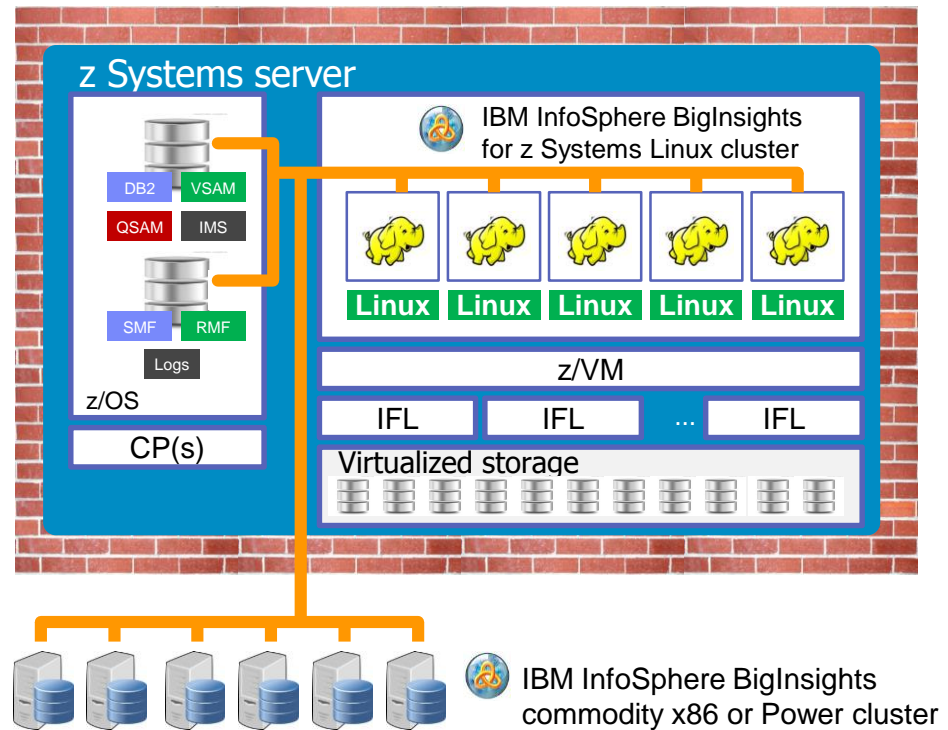 z Systems server
DB2
VSAM
QSAM
IMS
SMF
RMF
Logs
z/OS
CP(s)
IBM InfoSphere BigInsights
for z Systems Linux cluster
Linux
Linux
Linux
Linux
Linux
z/VM
IFL
IFL
...
IFL
Virtualized storage
IBM InfoSphere BigInsights
commodity x86 or Power cluster